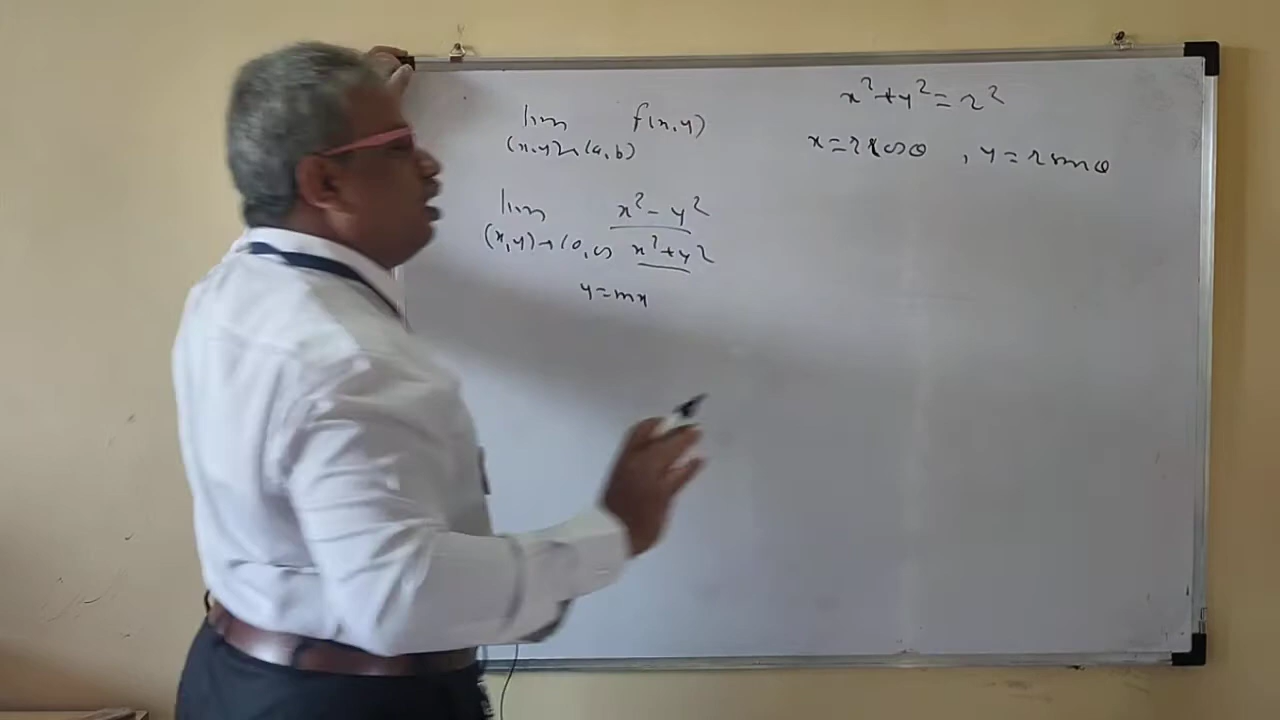 lim f(x,y)
(x,y)→(a,b)
lim x²-y²
(x,y)→(0,0) x²+y²
y=mx
x²+y²=r²
x=r cosθ , y=r sinθ